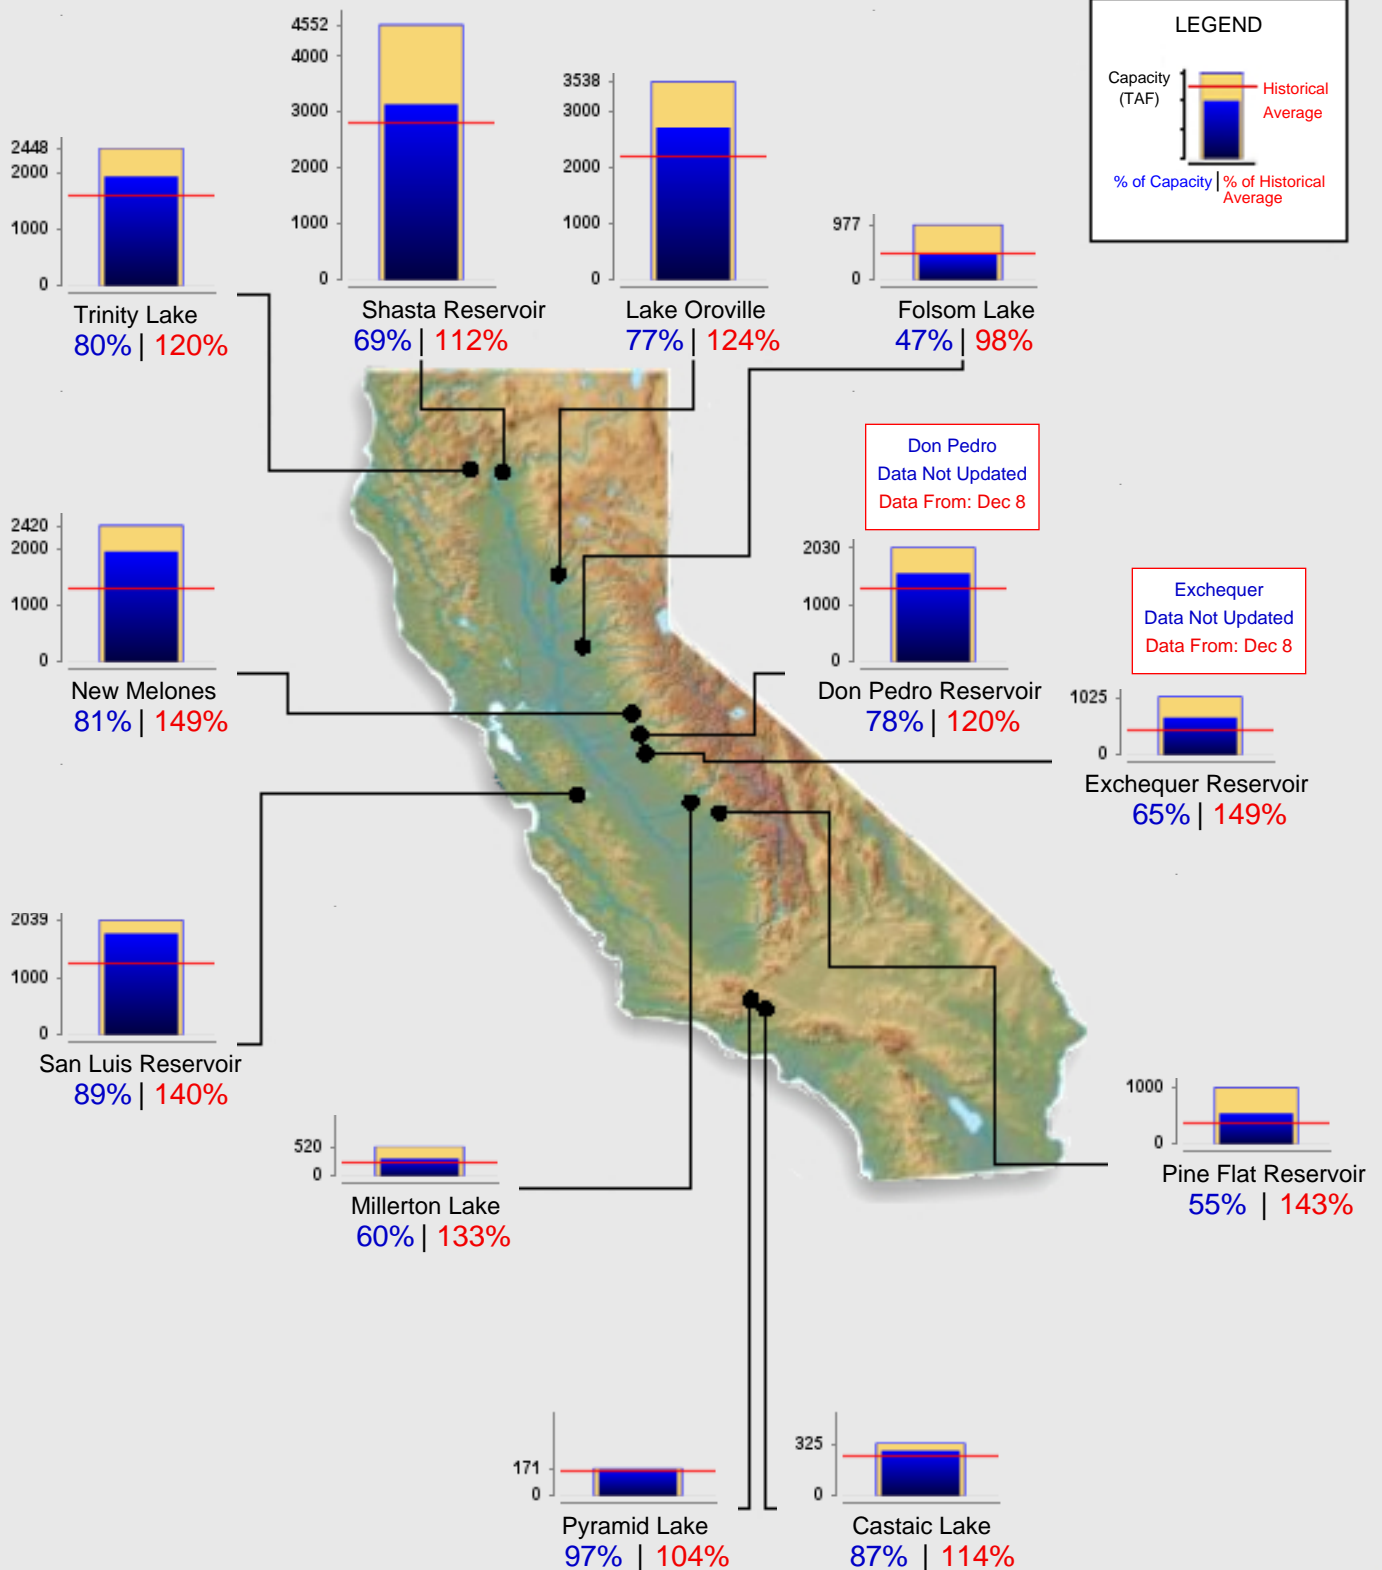 4552
4000
3000
2000
1000
0
Shasta Reservoir
69% | 112%
3538
3000
2000
1000
0
Lake Oroville
77% | 124%
LEGEND
Capacity
(TAF)
Historical
Average
% of Capacity | % of Historical
Average
2448
2000
1000
0
Trinity Lake
80% | 120%
977
0
Folsom Lake
47% | 98%
Don Pedro
Data Not Updated
Data From: Dec 8
2030
1000
0
Don Pedro Reservoir
78% | 120%
2420
2000
1000
0
New Melones
81% | 149%
Exchequer
Data Not Updated
Data From: Dec 8
1025
0
Exchequer Reservoir
65% | 149%
2039
1000
0
San Luis Reservoir
89% | 140%
520
0
Millerton Lake
60% | 133%
1000
0
Pine Flat Reservoir
55% | 143%
171
0
Pyramid Lake
97% | 104%
325
0
Castaic Lake
87% | 114%